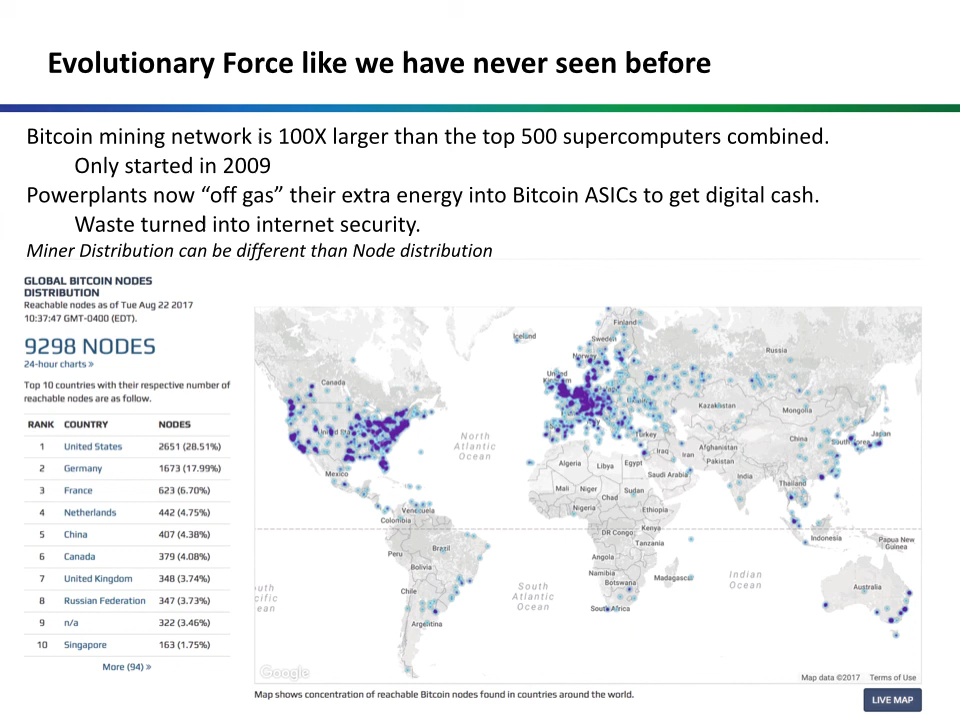 Evolutionary Force like we have never seen before
Bitcoin mining network is 100X larger than the top 500 supercomputers combined.
Only started in 2009
Powerplants now “off gas” their extra energy into Bitcoin ASICs to get digital cash.
Waste turned into internet security.
Miner Distribution can be different than Node distribution
GLOBAL BITCOIN NODES
DISTRIBUTION
Reachable nodes as of Tue Aug 22 2017
10:37:47 GMT-0400 (EDT).
9298 NODES
24-hour charts »
Top 10 countries with their respective number of
reachable nodes are as follow.
RANK COUNTRY NODES
1 United States 2651 (28.51%)
2 Germany 1673 (17.99%)
3 France 623 (6.70%)
4 Netherlands 442 (4.75%)
5 China 407 (4.38%)
6 Canada 379 (4.08%)
7 United Kingdom 348 (3.74%)
8 Russian Federation 347 (3.73%)
9 n/a 322 (3.46%)
10 Singapore 163 (1.75%)
More (94) »
Finland
Iceland
Sweden
Norway
Russia
United
Kingdom
Canada
Kazakhstan
Mongolia
North
Atlantic
Ocean
Turkey
China
South Korea
Japan
Afghanistan
Iraq
Iran
Pakistan
Mexico
Algeria
Libya
Egypt
Saudi Arabia
India
Thailand
Mali
Niger
Chad
Sudan
Nigeria
Ethiopia
Venezuela
Colombia
DR Congo
Kenya
Tanzania
Indonesia
Papua New
Guinea
Peru
Brazil
Bolivia
Angola
Namibia
Botswana
Madagascar
Indian
Ocean
Australia
Chile
South
Atlantic
Ocean
South Africa
Argentina
uth
cific
ean
Google
Map data ©2017 Terms of Use
Map shows concentration of reachable Bitcoin nodes found in countries around the world.
LIVE MAP